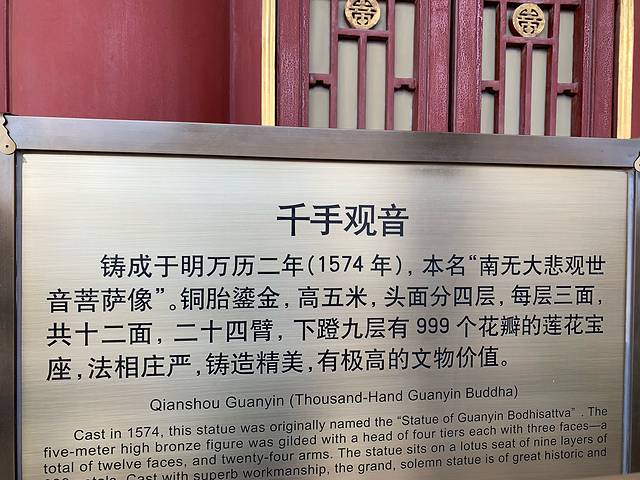 千手观音
铸成于明万历二年(1574年)，本名“南无大悲观世
音菩萨像”。铜胎鎏金，高五米，头面分四层，每层三面，
共十二面，二十四臂，下蹬九层有 999 个花瓣的莲花宝
座，法相庄严，铸造精美，有极高的文物价值。
Qianshou Guanyin (Thousand-Hand Guanyin Buddha)
Cast in 1574, this statue was originally named the “Statue of Guanyin Bodhisattva” . The
five-meter high bronze figure was gilded with a head of four tiers each with three faces—a
total of twelve faces, and twenty-four arms. The statue sits on a lotus seat of nine layers of
Cast with superb workmanship, the grand, solemn statue is of great historic and